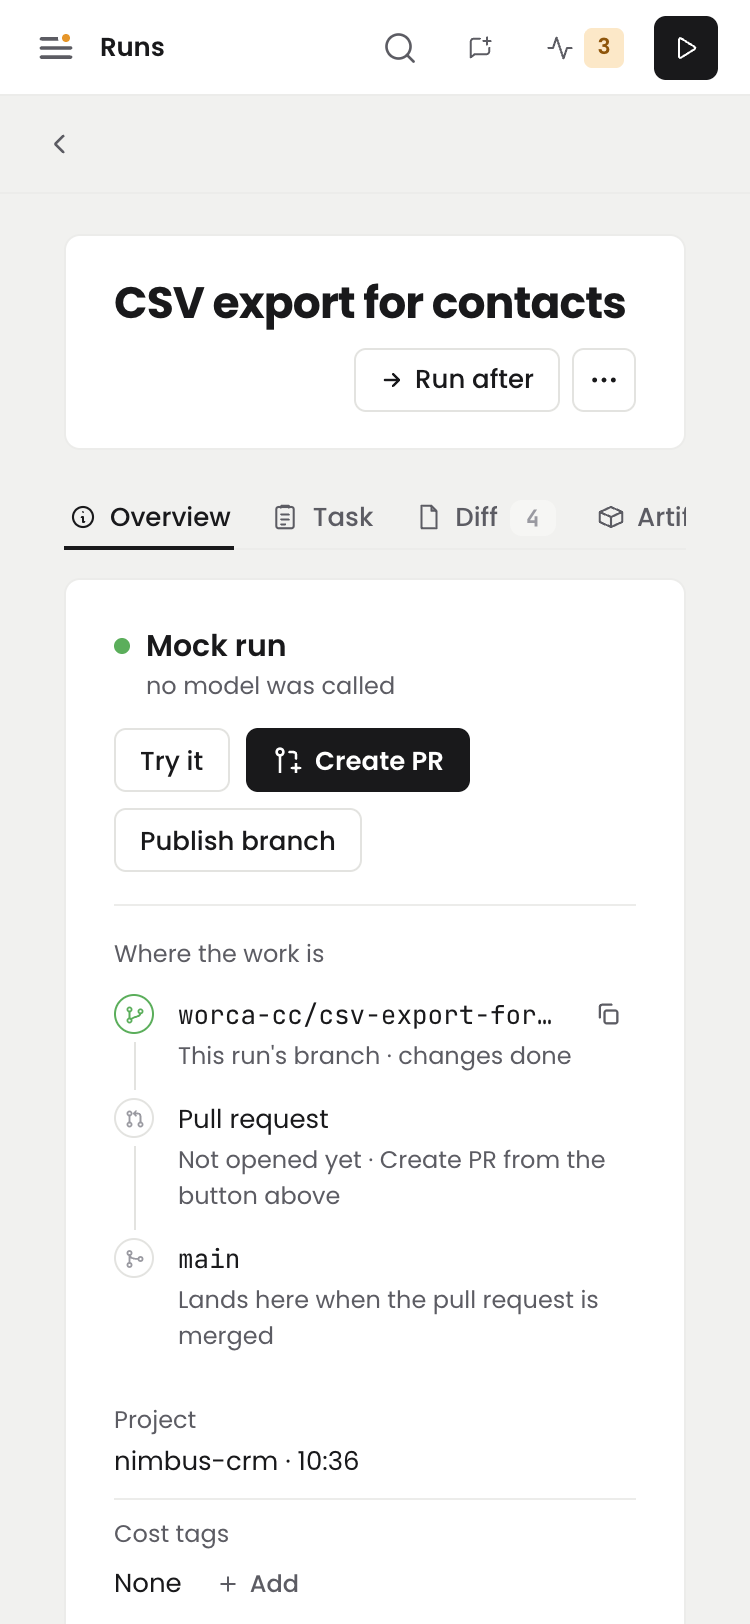 Runs
3
CSV export for contacts
Run after
Overview
Task
Diff 4
Artif
Mock run
no model was called
Try it
Create PR
Publish branch
Where the work is
worca-cc/csv-export-for…
This run's branch · changes done
Pull request
Not opened yet · Create PR from the
button above
main
Lands here when the pull request is
merged
Project
nimbus-crm · 10:36
Cost tags
None
+ Add